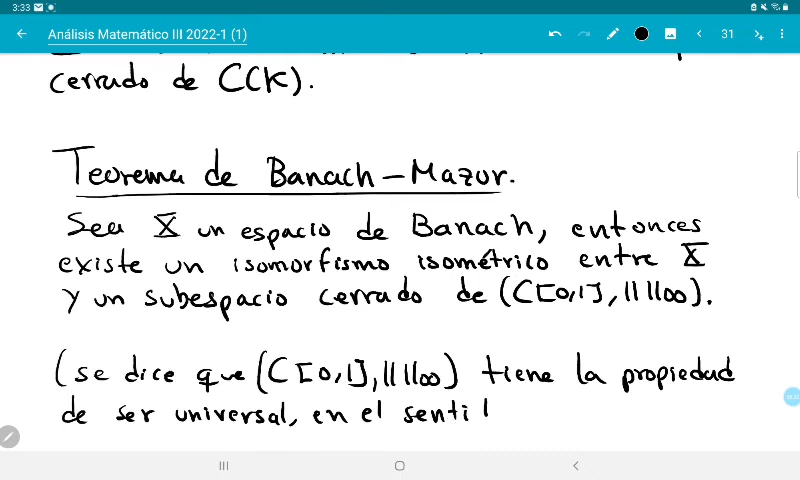 3:33
Análisis Matemático III 2022-1 (1)
31
cerrado de C(K).
Teorema de Banach-Mazur.
Sea X un espacio de Banach, entonces
existe un isomorfismo isométrico entre X
y un subespacio cerrado de (C[0,1], || ||∞).
(se dice que (C[0,1], || ||∞) tiene la propiedad
de ser universal, en el senti